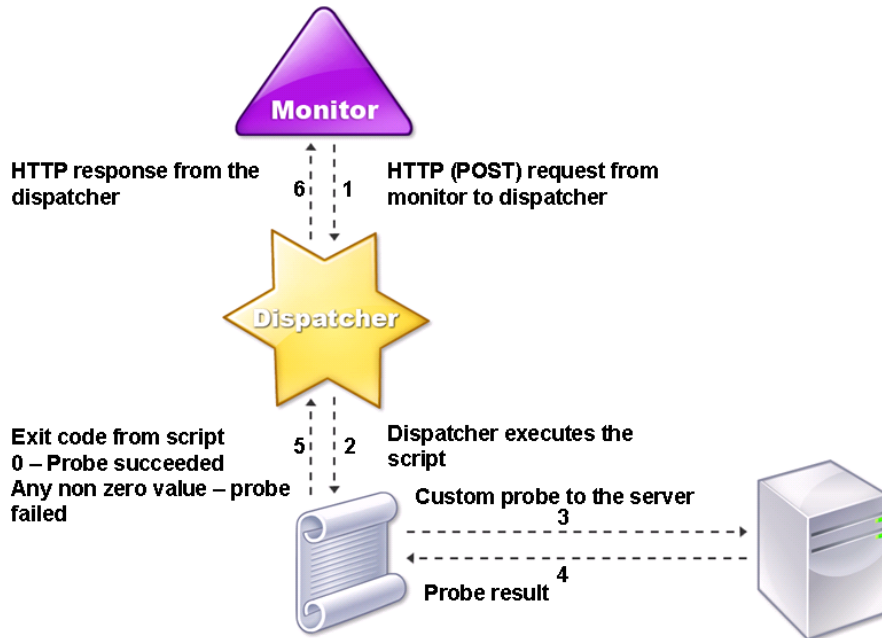 Monitor
HTTP response from the
dispatcher
6
1
HTTP (POST) request from
monitor to dispatcher
Dispatcher
Exit code from script
0 – Probe succeeded
Any non zero value – probe
failed
5
2
Dispatcher executes the
script
Custom probe to the server
3
4
Probe result